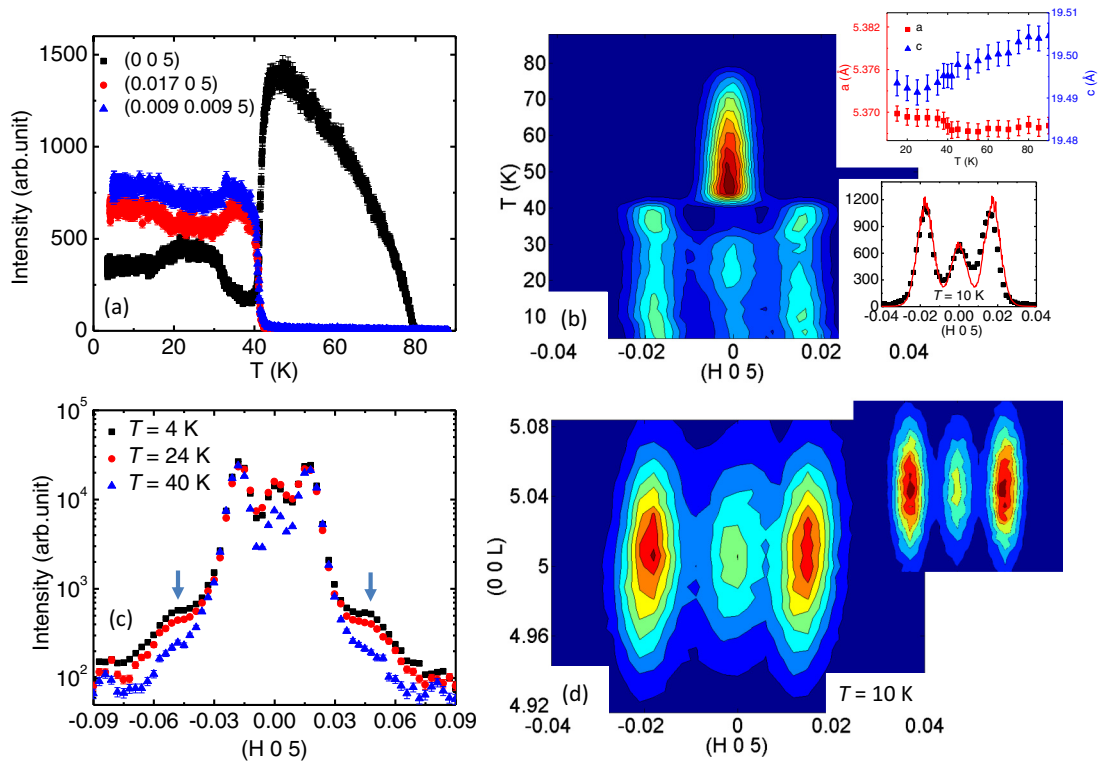 1500
1000
500
0
Intensity (arb.unit)
(0 0 5)
(0.017 0 5)
(0.009 0.009 5)
(a)
0 20 40 60 80
T (K)
80
70
60
50
40
30
20
10
T (K)
(b)
-0.04 -0.02 0 0.02 0.04
(H 0 5)
5.382
5.376
5.370
a (Å)
a
c
19.51
19.50
19.49
19.48
c (Å)
20 40 60 80
T (K)
1200
900
600
300
0
T = 10 K
-0.04 -0.02 0.00 0.02 0.04
(H 0 5)
10^5
10^4
10^3
10^2
Intensity (arb.unit)
T = 4 K
T = 24 K
T = 40 K
(c)
-0.09 -0.06 -0.03 0.00 0.03 0.06 0.09
(H 0 5)
5.08
5.04
5
4.96
4.92
(0 0 L)
(d)
T = 10 K
-0.04 -0.02 0 0.02 0.04
(H 0 5)